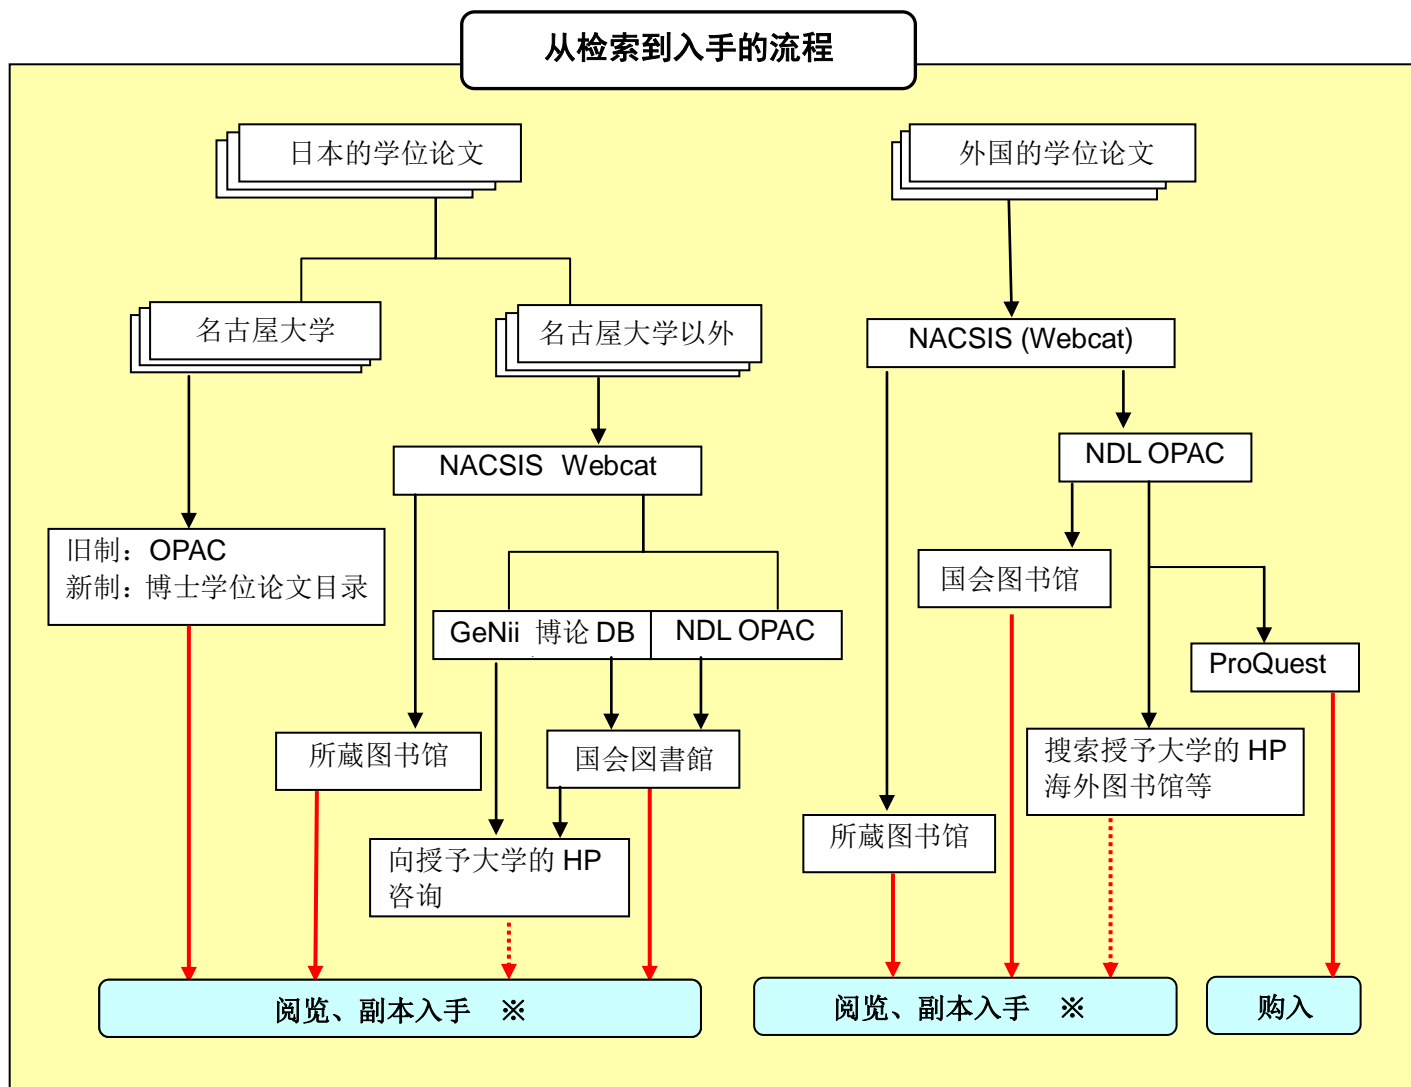 从检索到入手的流程
日本的学位论文
外国的学位论文
名古屋大学
名古屋大学以外
NACSIS (Webcat)
NACSIS Webcat
NDL OPAC
旧制：OPAC
新制：博士学位论文目录
国会图书馆
GeNii 博论 DB
NDL OPAC
ProQuest
所蔵图书馆
国会図書館
搜索授予大学的 HP
海外图书馆等
所蔵图书馆
向授予大学的 HP
咨询
阅览、副本入手 ※
阅览、副本入手 ※
购入